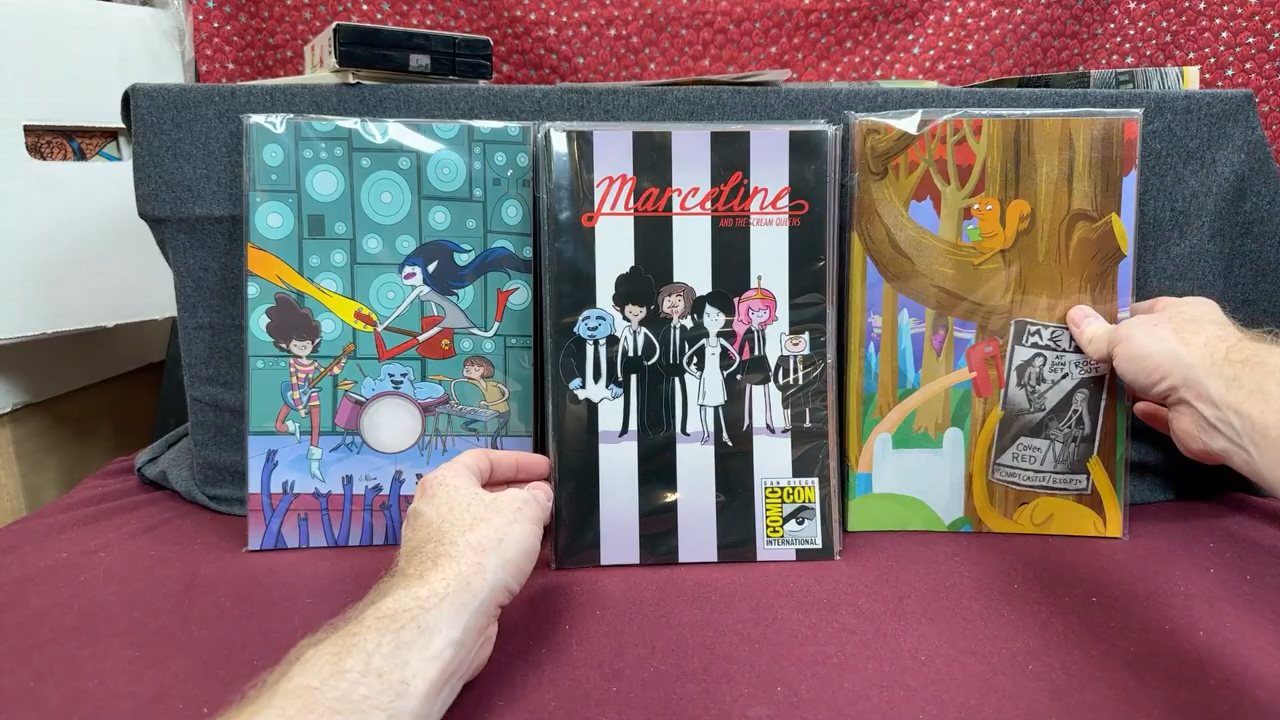 Marceline
AND THE SCREAM QUEENS
SAN DIEGO
COMIC
CON
INTERNATIONAL
AT
SUN
SET
ROCK
OUT
Cover:
RED
@CANDY CASTLE/B.Y.O.P.J.s